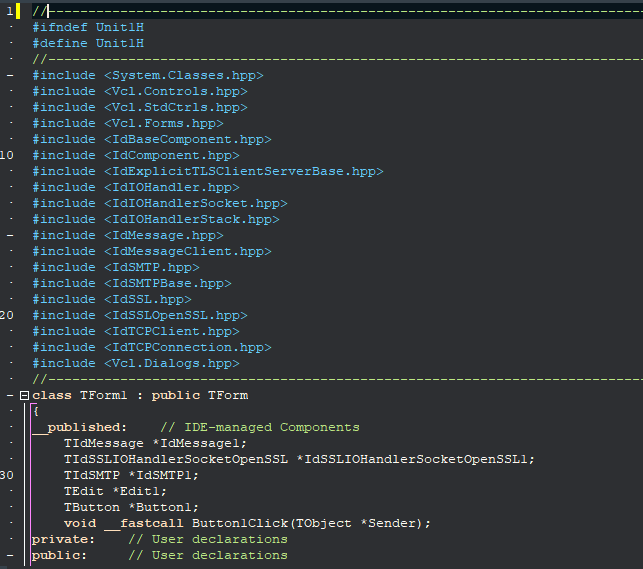 1 //---------------------------------------------------------------------------
#ifndef Unit1H
#define Unit1H
//---------------------------------------------------------------------------
#include <System.Classes.hpp>
#include <Vcl.Controls.hpp>
#include <Vcl.StdCtrls.hpp>
#include <Vcl.Forms.hpp>
#include <IdBaseComponent.hpp>
10 #include <IdComponent.hpp>
#include <IdExplicitTLSClientServerBase.hpp>
#include <IdIOHandler.hpp>
#include <IdIOHandlerSocket.hpp>
#include <IdIOHandlerStack.hpp>
#include <IdMessage.hpp>
#include <IdMessageClient.hpp>
#include <IdSMTP.hpp>
#include <IdSMTPBase.hpp>
#include <IdSSL.hpp>
20 #include <IdSSLOpenSSL.hpp>
#include <IdTCPClient.hpp>
#include <IdTCPConnection.hpp>
#include <Vcl.Dialogs.hpp>
//---------------------------------------------------------------------------
class TForm1 : public TForm
{
__published:    // IDE-managed Components
    TIdMessage *IdMessage1;
    TIdSSLIOHandlerSocketOpenSSL *IdSSLIOHandlerSocketOpenSSL1;
30     TIdSMTP *IdSMTP1;
    TEdit *Edit1;
    TButton *Button1;
    void __fastcall Button1Click(TObject *Sender);
private:    // User declarations
public:     // User declarations